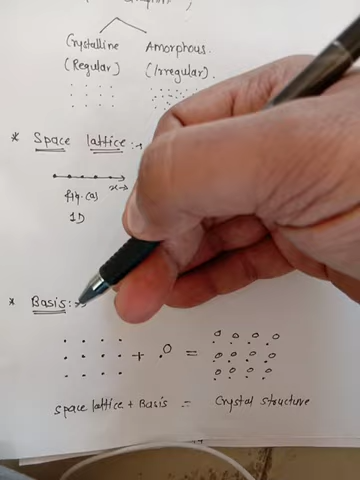 Crystalline Amorphous.
(Regular) (Irregular).
* Space lattice:→
x→
fig. (a)
1D
* Basis:→
+ =
space lattice + Basis = Crystal structure